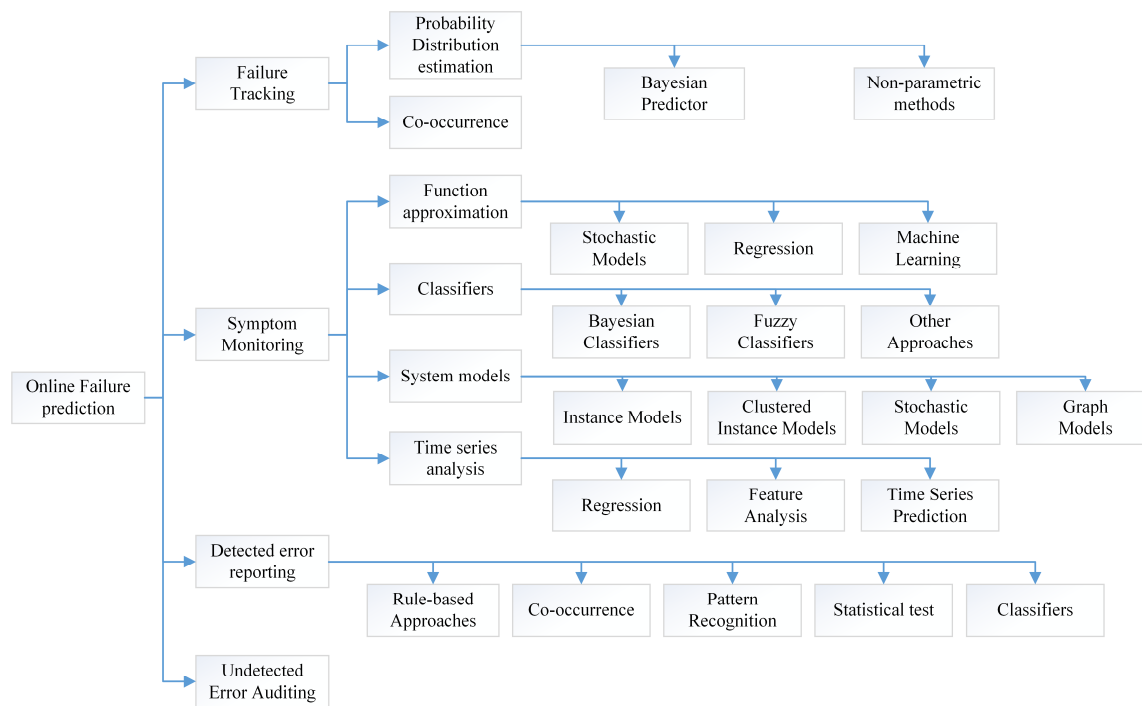 Probability
Distribution
estimation
Failure
Tracking
Bayesian
Predictor
Non-parametric
methods
Co-occurrence
Function
approximation
Stochastic
Models
Regression
Machine
Learning
Classifiers
Bayesian
Classifiers
Fuzzy
Classifiers
Other
Approaches
Symptom
Monitoring
System models
Instance Models
Clustered
Instance Models
Stochastic
Models
Graph
Models
Online Failure
prediction
Time series
analysis
Regression
Feature
Analysis
Time Series
Prediction
Detected error
reporting
Rule-based
Approaches
Co-occurrence
Pattern
Recognition
Statistical test
Classifiers
Undetected
Error Auditing